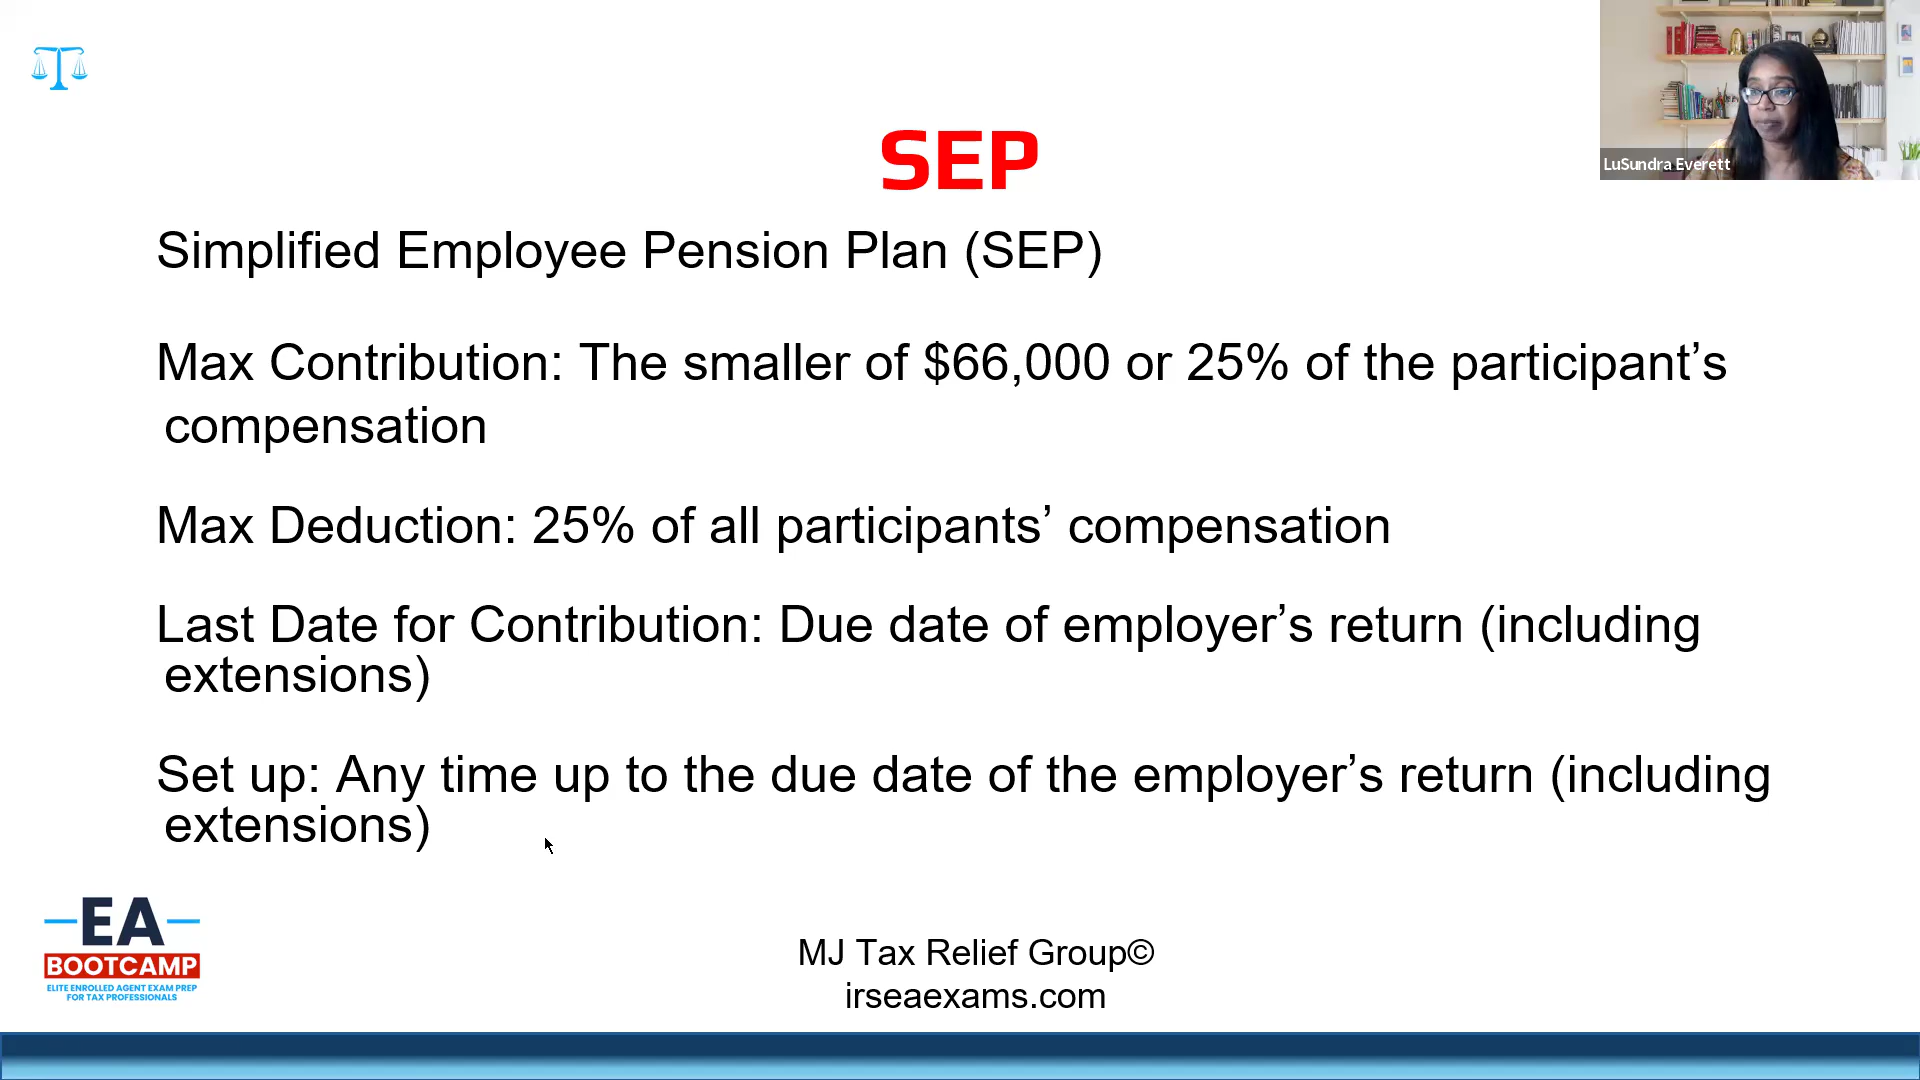 LuSundra Everett
SEP
Simplified Employee Pension Plan (SEP)
Max Contribution: The smaller of $66,000 or 25% of the participant’s
compensation
Max Deduction: 25% of all participants’ compensation
Last Date for Contribution: Due date of employer’s return (including
extensions)
Set up: Any time up to the due date of the employer’s return (including
extensions)
EA
BOOTCAMP
ELITE ENROLLED AGENT EXAM PREP
FOR TAX PROFESSIONALS
MJ Tax Relief Group©
irseaexams.com